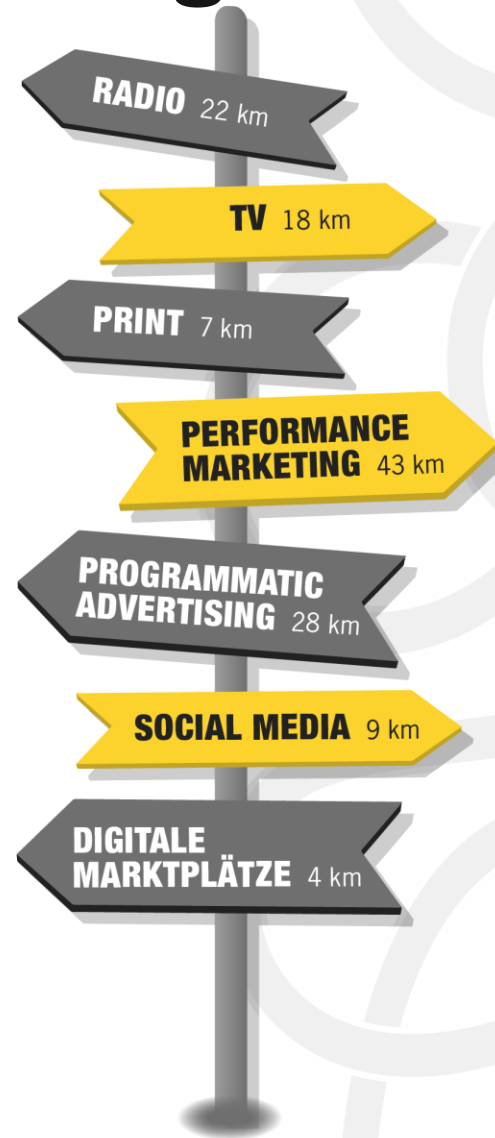 RADIO 22 km
TV 18 km
PRINT 7 km
PERFORMANCE
MARKETING 43 km
PROGRAMMATIC
ADVERTISING 28 km
SOCIAL MEDIA 9 km
DIGITALE
MARKTPLÄTZE 4 km